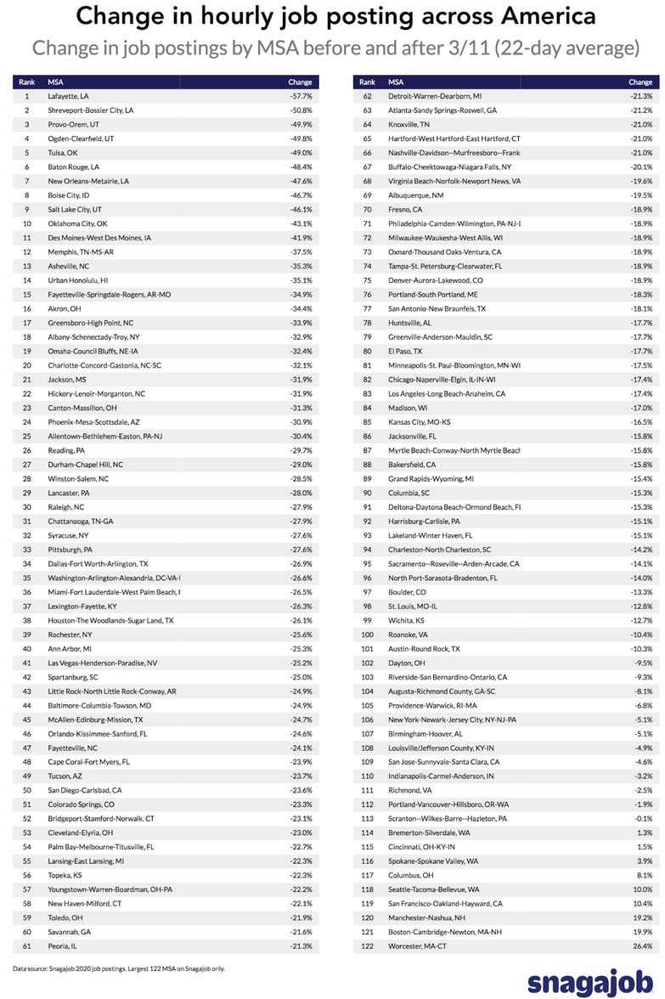 Change in hourly job posting across America
Change in job postings by MSA before and after 3/11 (22-day average)
Rank MSA Change
1 Lafayette, LA -57.7%
2 Shreveport-Bossier City, LA -50.8%
3 Provo-Orem, UT -49.9%
4 Ogden-Clearfield, UT -49.8%
5 Tulsa, OK -49.0%
6 Baton Rouge, LA -48.4%
7 New Orleans-Metairie, LA -47.6%
8 Boise City, ID -46.7%
9 Salt Lake City, UT -46.1%
10 Oklahoma City, OK -43.1%
11 Des Moines-West Des Moines, IA -41.9%
12 Memphis, TN-MS-AR -37.5%
13 Asheville, NC -35.3%
14 Urban Honolulu, HI -35.1%
15 Fayetteville-Springdale-Rogers, AR-MO -34.9%
16 Akron, OH -34.4%
17 Greensboro-High Point, NC -33.9%
18 Albany-Schenectady-Troy, NY -32.9%
19 Omaha-Council Bluffs, NE-IA -32.4%
20 Charlotte-Concord-Gastonia, NC-SC -32.1%
21 Jackson, MS -31.9%
22 Hickory-Lenoir-Morganton, NC -31.9%
23 Canton-Massillon, OH -31.3%
24 Phoenix-Mesa-Scottsdale, AZ -30.9%
25 Allentown-Bethlehem-Easton, PA-NJ -30.4%
26 Reading, PA -29.7%
27 Durham-Chapel Hill, NC -29.0%
28 Winston-Salem, NC -28.5%
29 Lancaster, PA -28.0%
30 Raleigh, NC -27.9%
31 Chattanooga, TN-GA -27.9%
32 Syracuse, NY -27.6%
33 Pittsburgh, PA -27.6%
34 Dallas-Fort Worth-Arlington, TX -26.9%
35 Washington-Arlington-Alexandria, DC-VA- -26.6%
36 Miami-Fort Lauderdale-West Palm Beach, -26.5%
37 Lexington-Fayette, KY -26.3%
38 Houston-The Woodlands-Sugar Land, TX -26.1%
39 Rochester, NY -25.6%
40 Ann Arbor, MI -25.3%
41 Las Vegas-Henderson-Paradise, NV -25.2%
42 Spartanburg, SC -25.0%
43 Little Rock-North Little Rock-Conway, AR -24.9%
44 Baltimore-Columbia-Towson, MD -24.9%
45 McAllen-Edinburg-Mission, TX -24.7%
46 Orlando-Kissimmee-Sanford, FL -24.6%
47 Fayetteville, NC -24.1%
48 Cape Coral-Fort Myers, FL -23.9%
49 Tucson, AZ -23.7%
50 San Diego-Carlsbad, CA -23.6%
51 Colorado Springs, CO -23.3%
52 Bridgeport-Stamford-Norwalk, CT -23.1%
53 Cleveland-Elyria, OH -23.0%
54 Palm Bay-Melbourne-Titusville, FL -22.7%
55 Lansing-East Lansing, MI -22.3%
56 Topeka, KS -22.3%
57 Youngstown-Warren-Boardman, OH-PA -22.2%
58 New Haven-Milford, CT -22.1%
59 Toledo, OH -21.9%
60 Savannah, GA -21.6%
61 Peoria, IL -21.3%
Rank MSA Change
62 Detroit-Warren-Dearborn, MI -21.3%
63 Atlanta-Sandy Springs-Roswell, GA -21.2%
64 Knoxville, TN -21.0%
65 Hartford-West Hartford-East Hartford, CT -21.0%
66 Nashville-Davidson--Murfreesboro--Frank -21.0%
67 Buffalo-Cheektowaga-Niagara Falls, NY -20.1%
68 Virginia Beach-Norfolk-Newport News, VA -19.6%
69 Albuquerque, NM -19.5%
70 Fresno, CA -18.9%
71 Philadelphia-Camden-Wilmington, PA-NJ- -18.9%
72 Milwaukee-Waukesha-West Allis, WI -18.9%
73 Oxnard-Thousand Oaks-Ventura, CA -18.9%
74 Tampa-St. Petersburg-Clearwater, FL -18.9%
75 Denver-Aurora-Lakewood, CO -18.9%
76 Portland-South Portland, ME -18.3%
77 San Antonio-New Braunfels, TX -18.1%
78 Huntsville, AL -17.7%
79 Greenville-Anderson-Mauldin, SC -17.7%
80 El Paso, TX -17.7%
81 Minneapolis-St. Paul-Bloomington, MN-WI -17.5%
82 Chicago-Naperville-Elgin, IL-IN-WI -17.4%
83 Los Angeles-Long Beach-Anaheim, CA -17.4%
84 Madison, WI -17.0%
85 Kansas City, MO-KS -16.5%
86 Jacksonville, FL -15.8%
87 Myrtle Beach-Conway-North Myrtle Beach -15.8%
88 Bakersfield, CA -15.8%
89 Grand Rapids-Wyoming, MI -15.4%
90 Columbia, SC -15.3%
91 Deltona-Daytona Beach-Ormond Beach, FL -15.3%
92 Harrisburg-Carlisle, PA -15.1%
93 Lakeland-Winter Haven, FL -15.1%
94 Charleston-North Charleston, SC -14.2%
95 Sacramento--Roseville--Arden-Arcade, CA -14.1%
96 North Port-Sarasota-Bradenton, FL -14.0%
97 Boulder, CO -13.3%
98 St. Louis, MO-IL -12.8%
99 Wichita, KS -12.7%
100 Roanoke, VA -10.4%
101 Austin-Round Rock, TX -10.3%
102 Dayton, OH -9.5%
103 Riverside-San Bernardino-Ontario, CA -9.3%
104 Augusta-Richmond County, GA-SC -8.1%
105 Providence-Warwick, RI-MA -6.8%
106 New York-Newark-Jersey City, NY-NJ-PA -5.1%
107 Birmingham-Hoover, AL -5.1%
108 Louisville/Jefferson County, KY-IN -4.9%
109 San Jose-Sunnyvale-Santa Clara, CA -4.6%
110 Indianapolis-Carmel-Anderson, IN -3.2%
111 Richmond, VA -2.5%
112 Portland-Vancouver-Hillsboro, OR-WA -1.9%
113 Scranton--Wilkes-Barre--Hazleton, PA -0.1%
114 Bremerton-Silverdale, WA 1.3%
115 Cincinnati, OH-KY-IN 1.5%
116 Spokane-Spokane Valley, WA 3.9%
117 Columbus, OH 8.1%
118 Seattle-Tacoma-Bellevue, WA 10.0%
119 San Francisco-Oakland-Hayward, CA 10.4%
120 Manchester-Nashua, NH 19.2%
121 Boston-Cambridge-Newton, MA-NH 19.9%
122 Worcester, MA-CT 26.4%
Data source: Snagajob 2020 job postings. Largest 122 MSA on Snagajob only.
snagajob